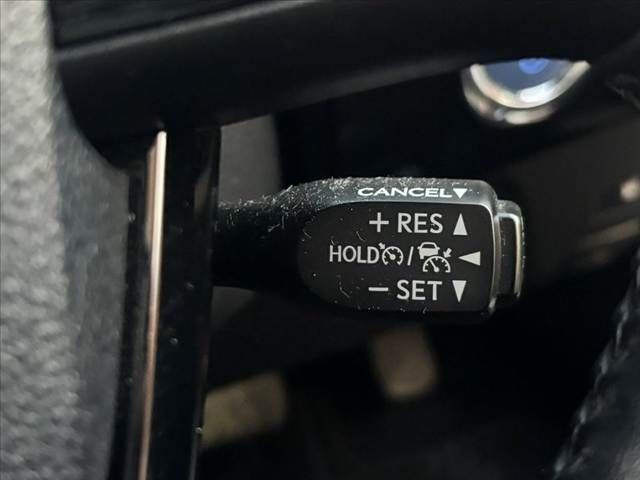 CANCEL▼
+ RES ▲
HOLD / ◄
− SET ▼